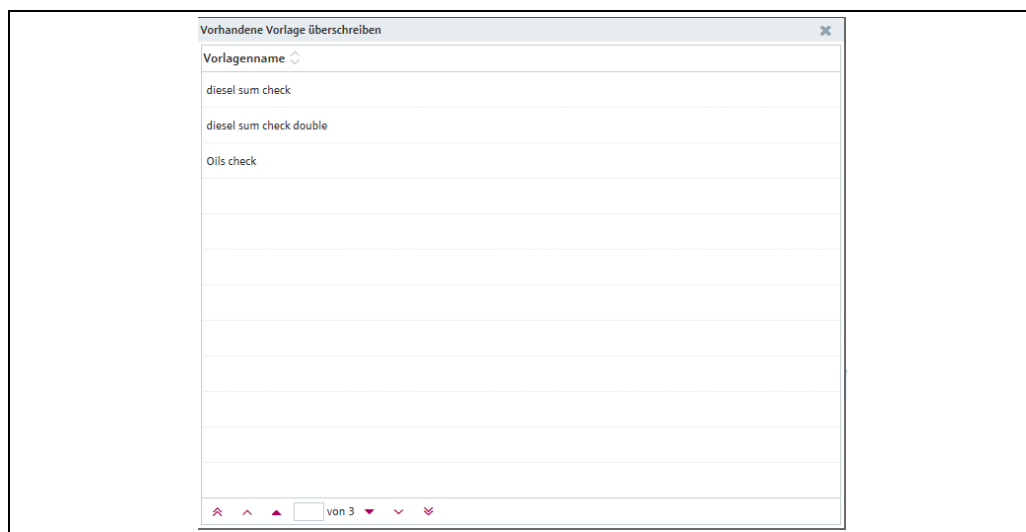 Vorhandene Vorlage überschreiben
Vorlagenname
diesel sum check
diesel sum check double
Oils check
von 3